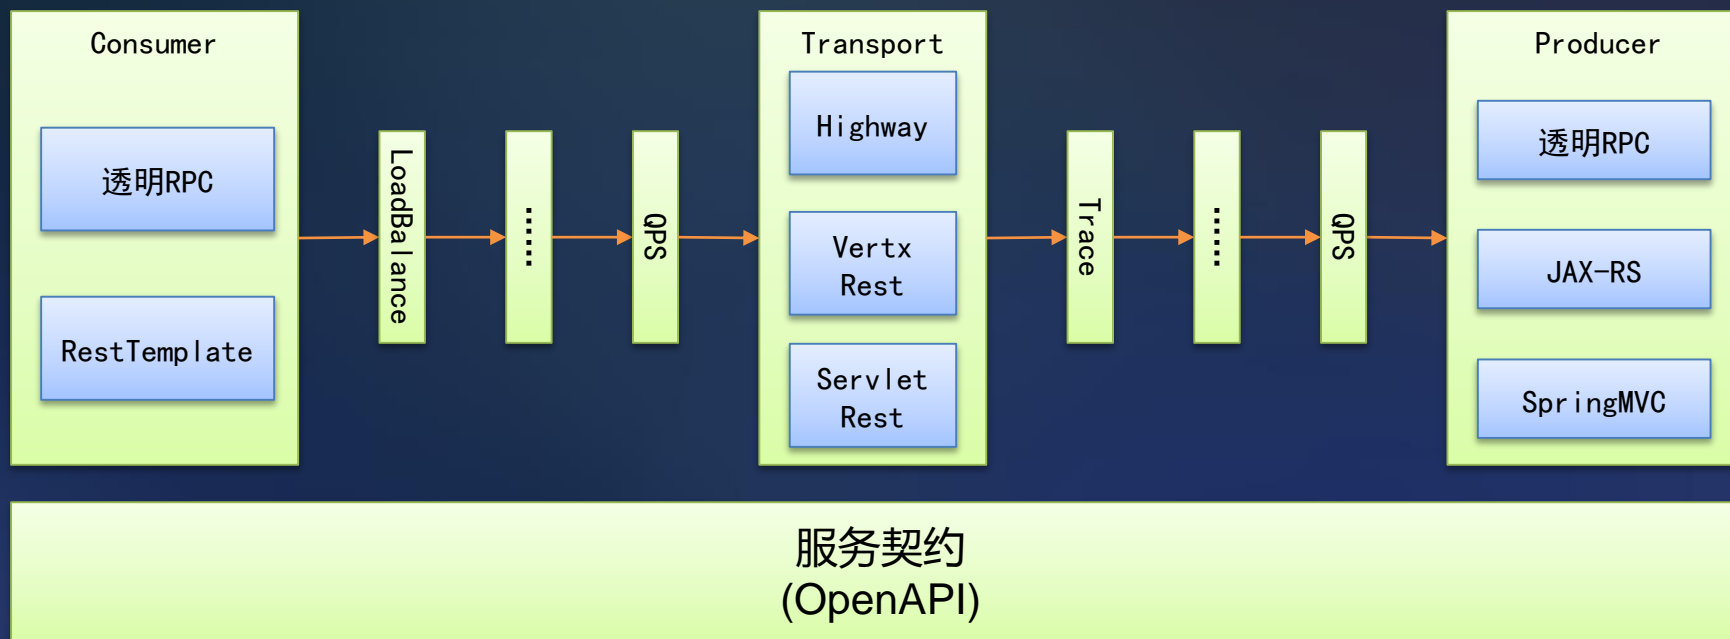 Consumer
透明RPC
RestTemplate
LoadBalance
......
QPS
Transport
Highway
Vertx
Rest
Servlet
Rest
Trace
......
QPS
Producer
透明RPC
JAX-RS
SpringMVC
服务契约
(OpenAPI)